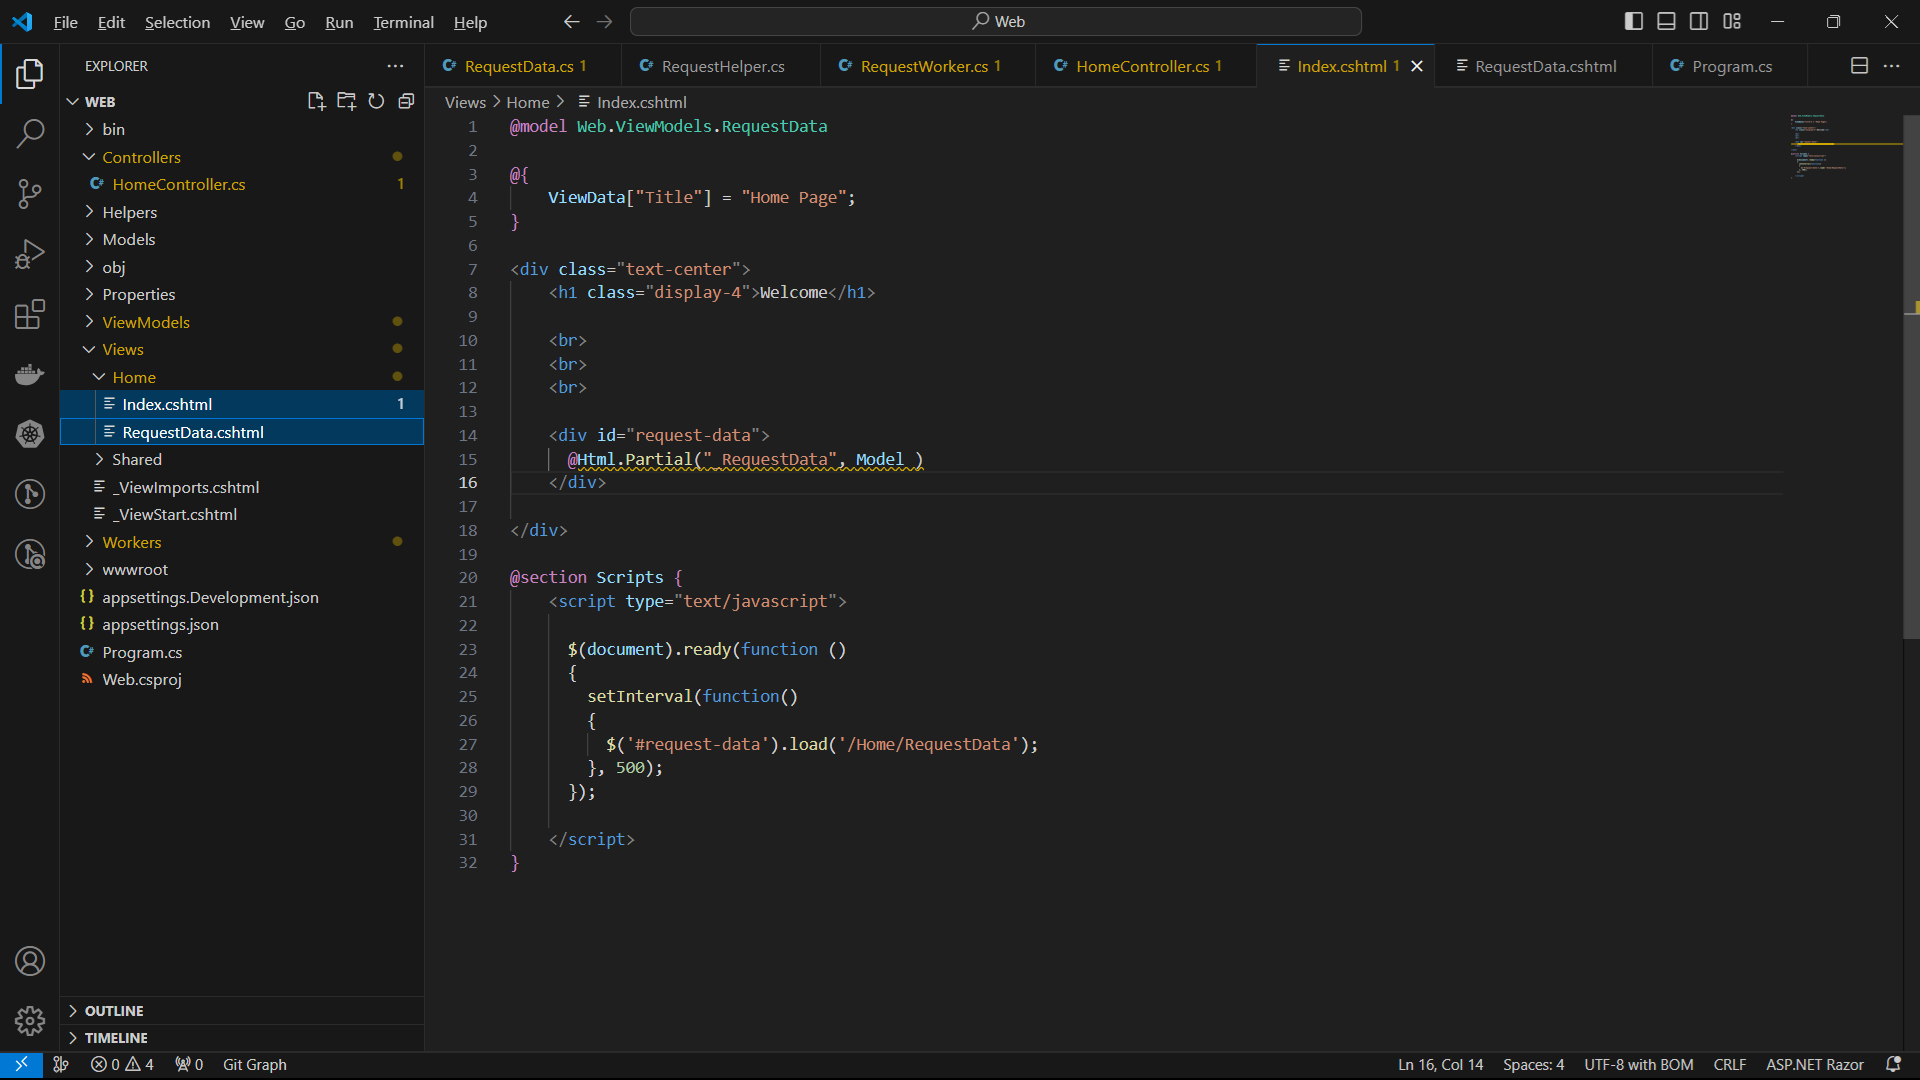 File Edit Selection View Go Run Terminal Help
Web
EXPLORER
WEB
bin
Controllers
HomeController.cs 1
Helpers
Models
obj
Properties
ViewModels
Views
Home
Index.cshtml 1
RequestData.cshtml
Shared
_ViewImports.cshtml
_ViewStart.cshtml
Workers
wwwroot
{} appsettings.Development.json
{} appsettings.json
C# Program.cs
Web.csproj
OUTLINE
TIMELINE
C# RequestData.cs 1
C# RequestHelper.cs
C# RequestWorker.cs 1
C# HomeController.cs 1
Index.cshtml 1
RequestData.cshtml
C# Program.cs
Views > Home > Index.cshtml
1 @model Web.ViewModels.RequestData
2
3 @{
4 ViewData["Title"] = "Home Page";
5 }
6
7 <div class="text-center">
8 <h1 class="display-4">Welcome</h1>
9
10 <br>
11 <br>
12 <br>
13
14 <div id="request-data">
15 @Html.Partial("_RequestData", Model )
16 </div>
17
18 </div>
19
20 @section Scripts {
21 <script type="text/javascript">
22
23 $(document).ready(function ()
24 {
25 setInterval(function()
26 {
27 $('#request-data').load('/Home/RequestData');
28 }, 500);
29 });
30
31 </script>
32 }
0 4 0 Git Graph
Ln 16, Col 14 Spaces: 4 UTF-8 with BOM CRLF ASP.NET Razor